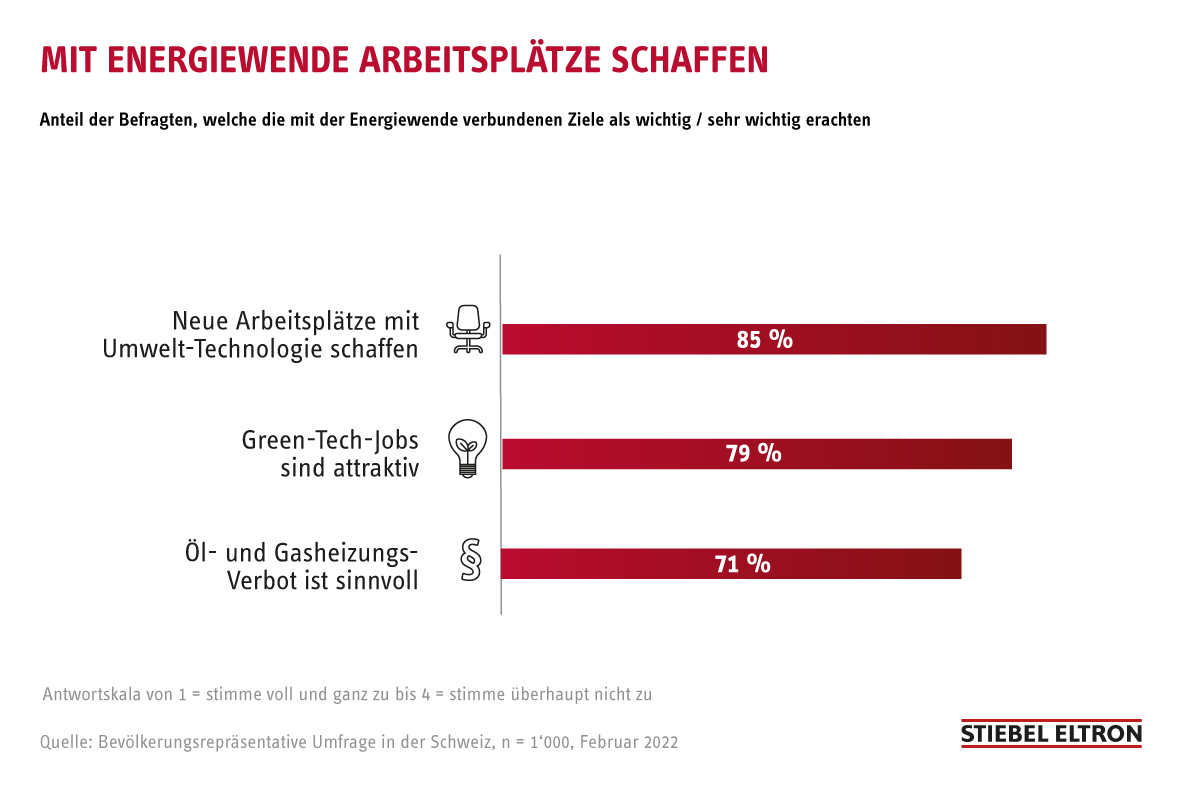 MIT ENERGIEWENDE ARBEITSPLÄTZE SCHAFFEN
Anteil der Befragten, welche die mit der Energiewende verbundenen Ziele als wichtig / sehr wichtig erachten
Neue Arbeitsplätze mit
Umwelt-Technologie schaffen
85 %
Green-Tech-Jobs
sind attraktiv
79 %
Öl- und Gasheizungs-
Verbot ist sinnvoll
§
71 %
Antwortskala von 1 = stimme voll und ganz zu bis 4 = stimme überhaupt nicht zu
Quelle: Bevölkerungsrepräsentative Umfrage in der Schweiz, n = 1‘000, Februar 2022
STIEBEL ELTRON